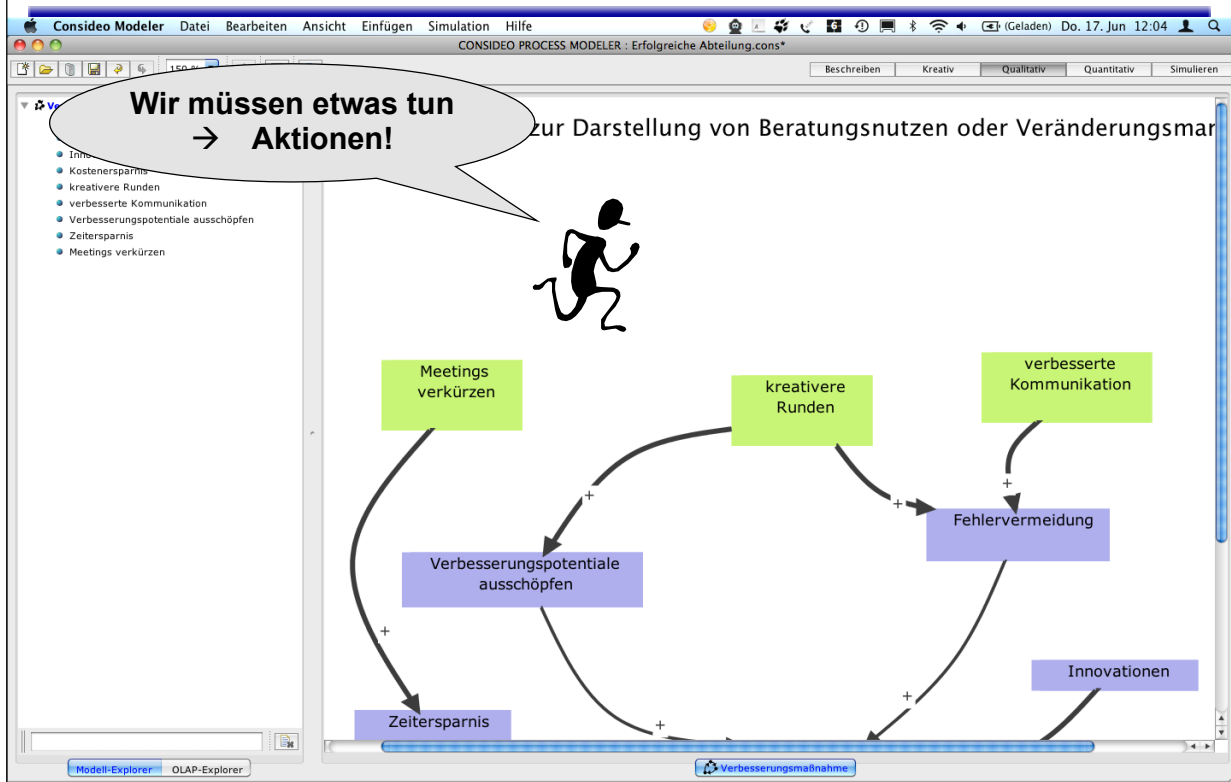 Consideo Modeler Datei Bearbeiten Ansicht Einfügen Simulation Hilfe (Geladen) Do. 17. Jun 12:04
CONSIDEO PROCESS MODELER : Erfolgreiche Abteilung.cons*
150 %
Beschreiben Kreativ Qualitativ Quantitativ Simulieren
Wir müssen etwas tun
→ Aktionen!
zur Darstellung von Beratungsnutzen oder Veränderungsmar
Kostenersparnis
kreativere Runden
verbesserte Kommunikation
Verbesserungspotentiale ausschöpfen
Zeitersparnis
Meetings verkürzen
Meetings
verkürzen
kreativere
Runden
verbesserte
Kommunikation
+
+
+
Fehlervermeidung
Verbesserungspotentiale
ausschöpfen
+
Innovationen
+
Zeitersparnis
+
Modell-Explorer OLAP-Explorer
Verbesserungsmaßnahme